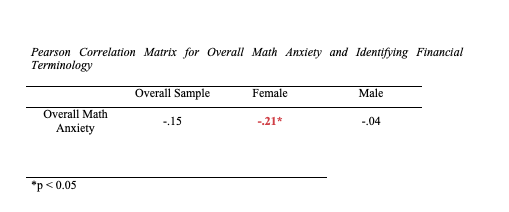 Pearson Correlation Matrix for Overall Math Anxiety and Identifying Financial
Terminology
Overall Sample Female Male
Overall Math
Anxiety -.15 -.21* -.04
*p < 0.05